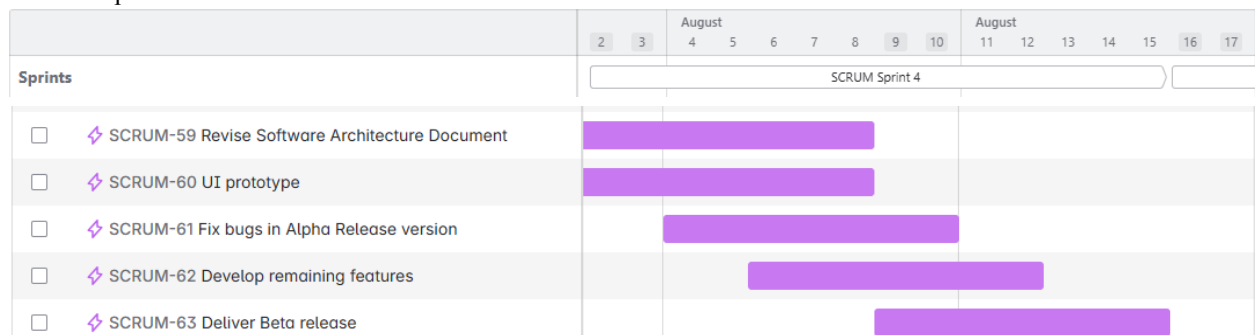 August August
2 3 4 5 6 7 8 9 10 11 12 13 14 15 16 17
Sprints SCRUM Sprint 4
SCRUM-59 Revise Software Architecture Document
SCRUM-60 UI prototype
SCRUM-61 Fix bugs in Alpha Release version
SCRUM-62 Develop remaining features
SCRUM-63 Deliver Beta release